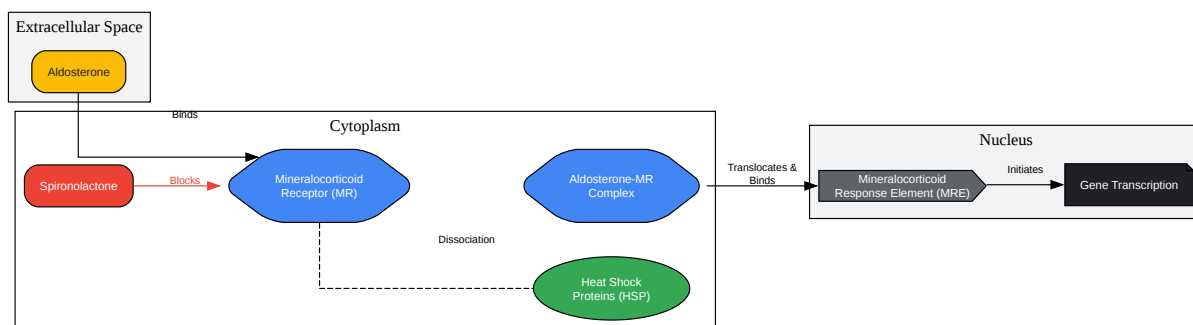 Extracellular Space
Aldosterone
Binds
Cytoplasm
Spironolactone
Blocks
Mineralocorticoid
Receptor (MR)
Aldosterone-MR
Complex
Translocates &
Binds
Nucleus
Mineralocorticoid
Response Element (MRE)
Initiates
Gene Transcription
Dissociation
Heat Shock
Proteins (HSP)